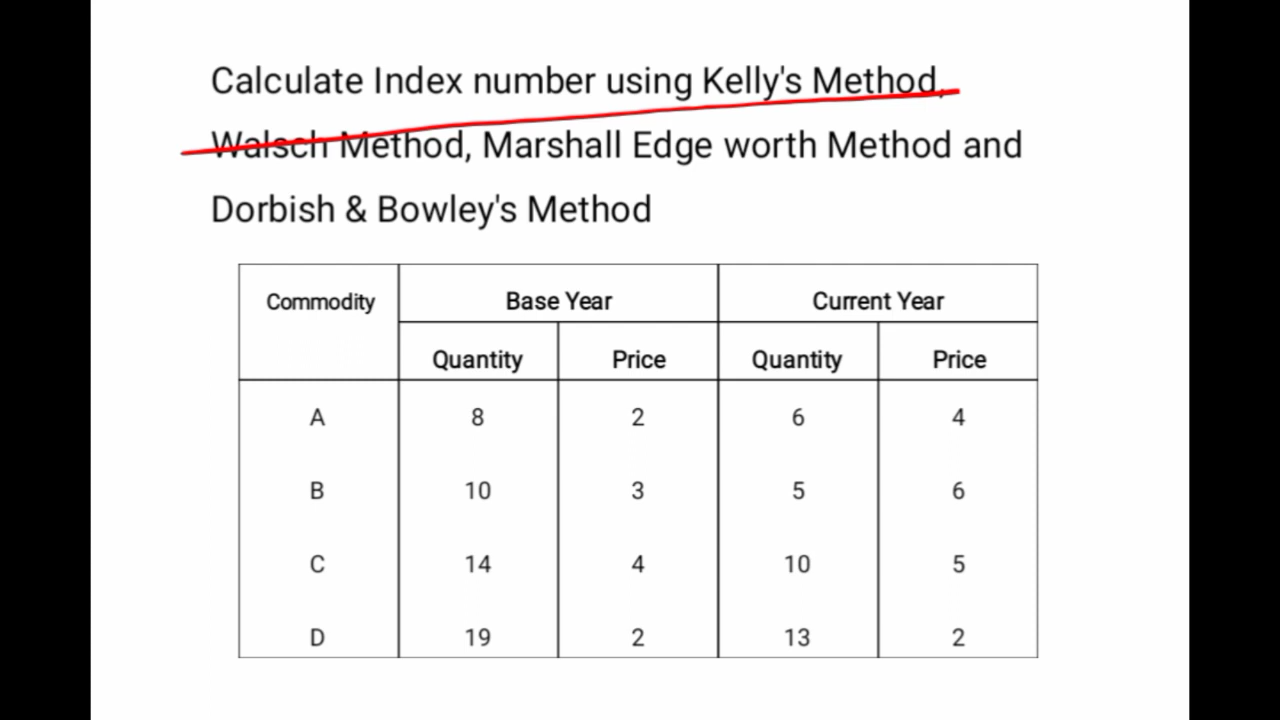 Calculate Index number using Kelly's Method,
Walsch Method, Marshall Edge worth Method and
Dorbish & Bowley's Method
Commodity Base Year Current Year
Quantity Price Quantity Price
A 8 2 6 4
B 10 3 5 6
C 14 4 10 5
D 19 2 13 2